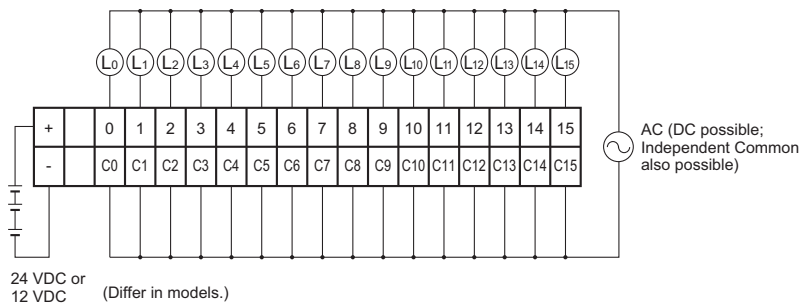 L0 L1 L2 L3 L4 L5 L6 L7 L8 L9 L10 L11 L12 L13 L14 L15
+ 0 1 2 3 4 5 6 7 8 9 10 11 12 13 14 15
- C0 C1 C2 C3 C4 C5 C6 C7 C8 C9 C10 C11 C12 C13 C14 C15
AC (DC possible;
Independent Common
also possible)
24 VDC or
12 VDC (Differ in models.)